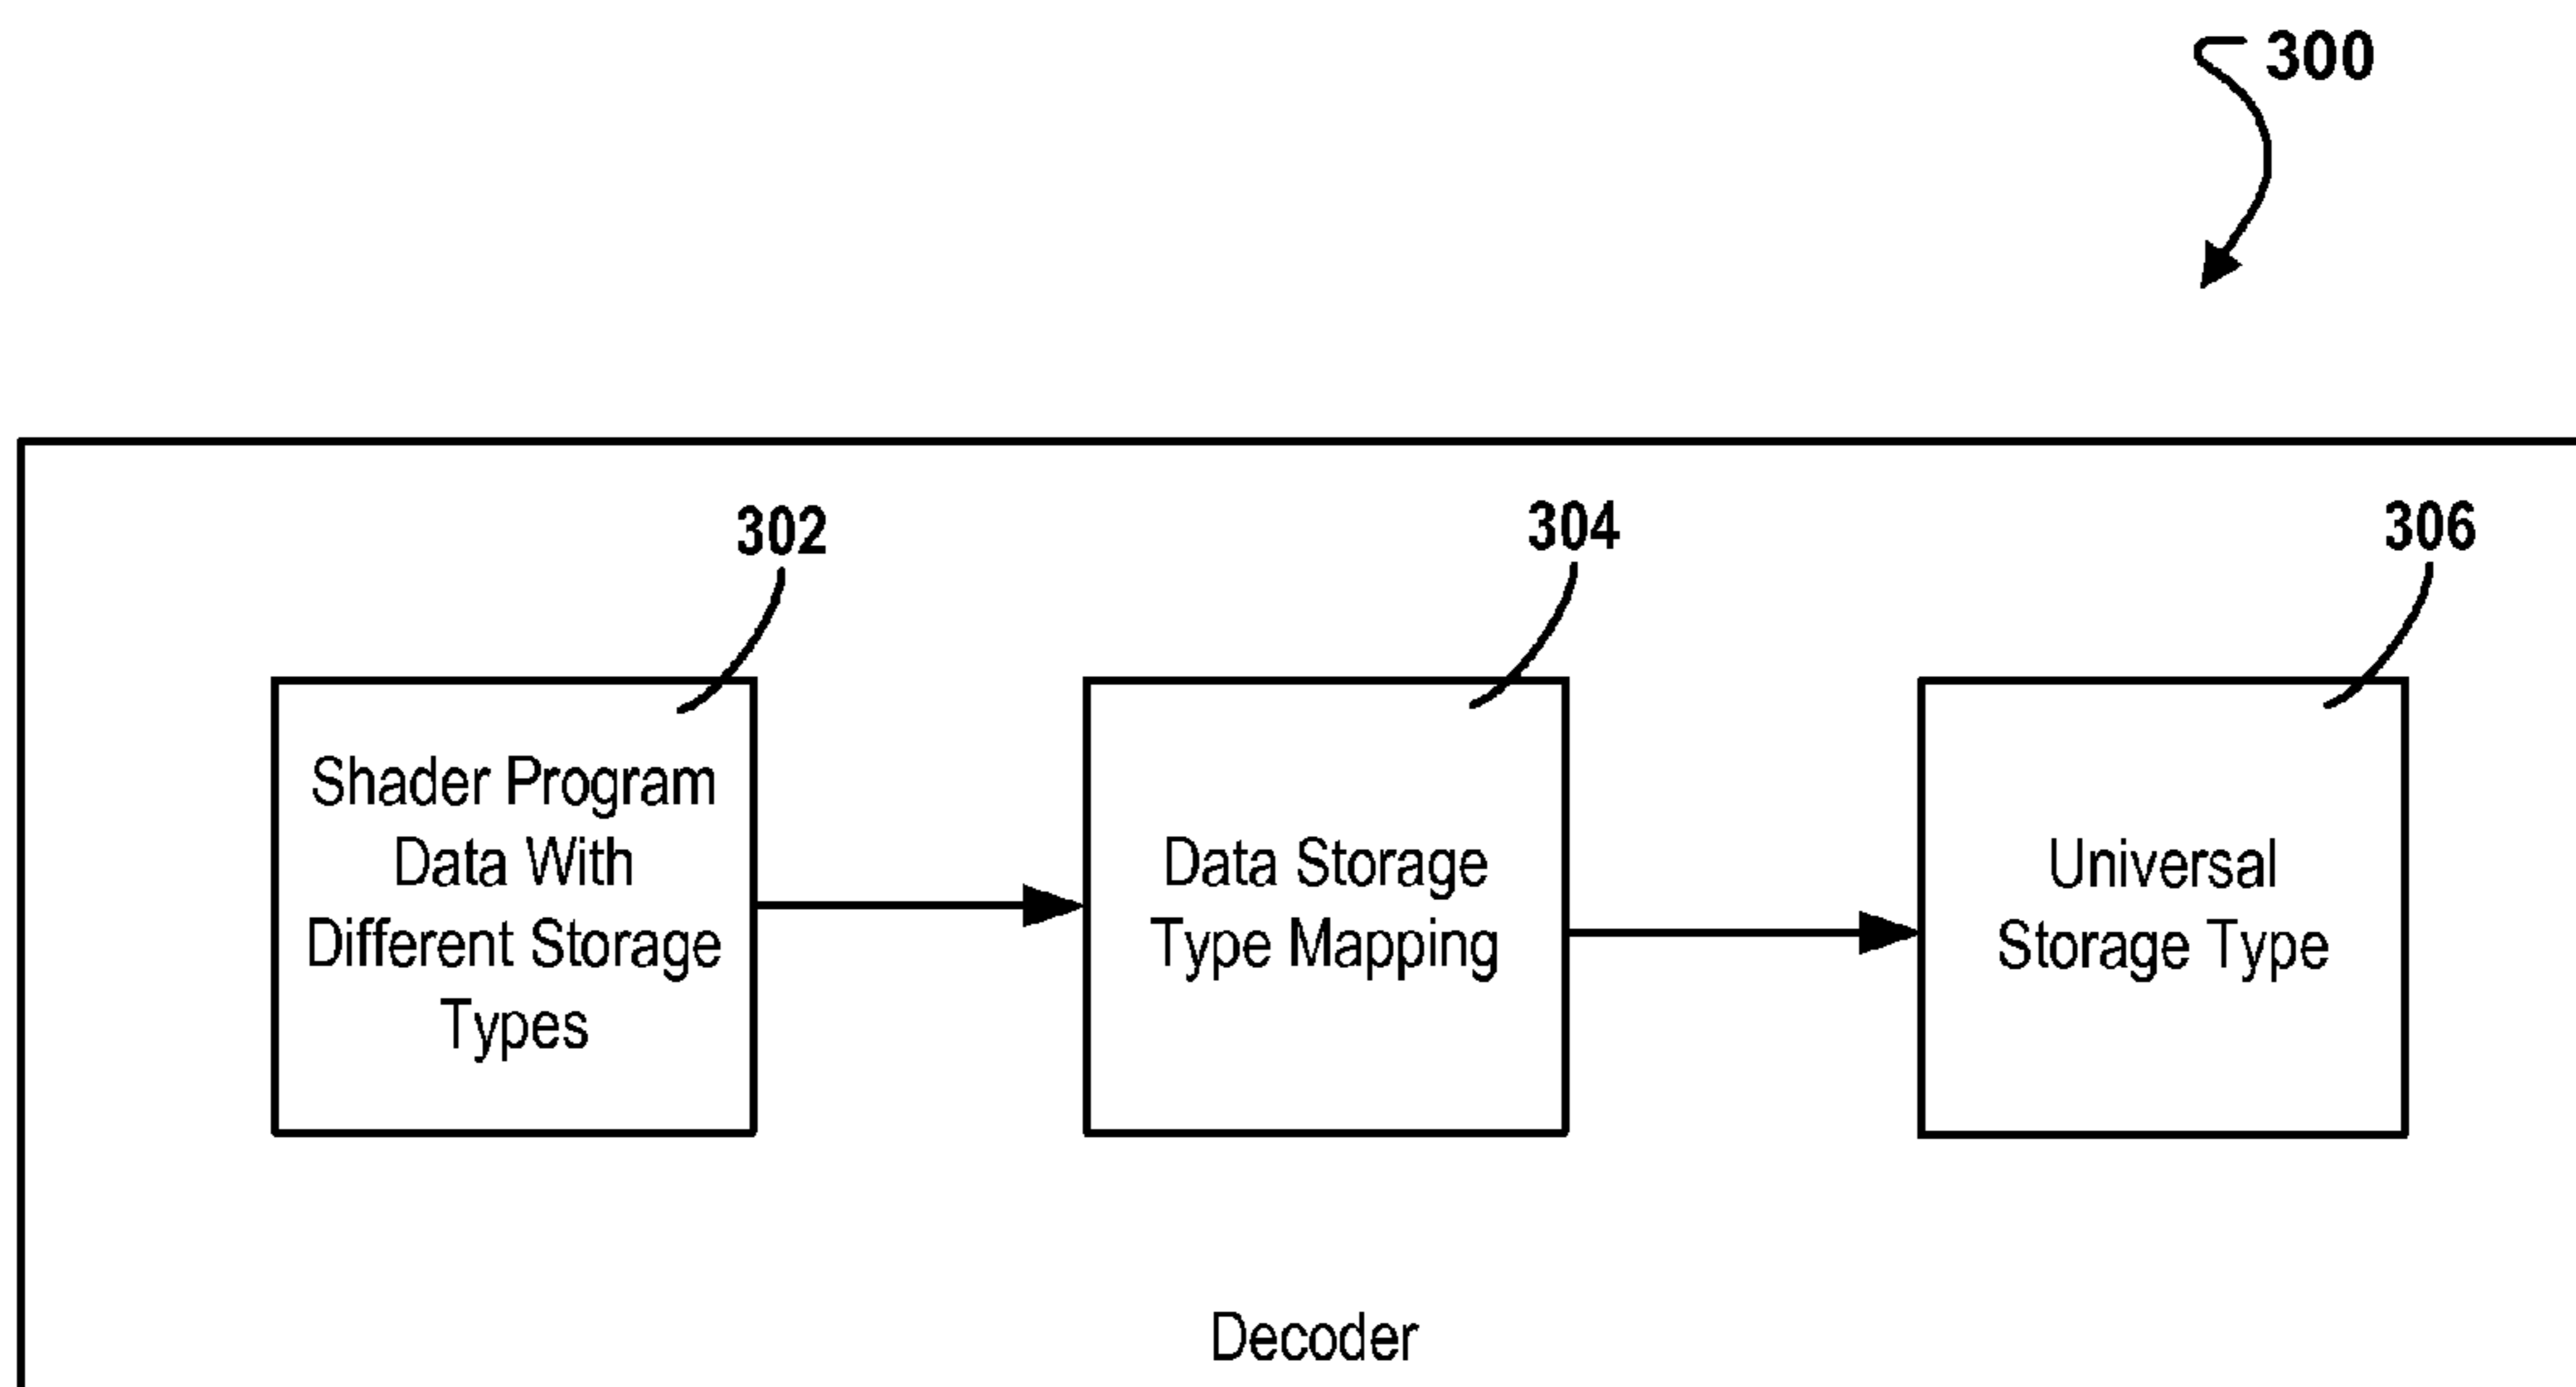 300
302
304
306
Shader Program
Data With
Different Storage
Types
Data Storage
Type Mapping
Universal
Storage Type
Decoder